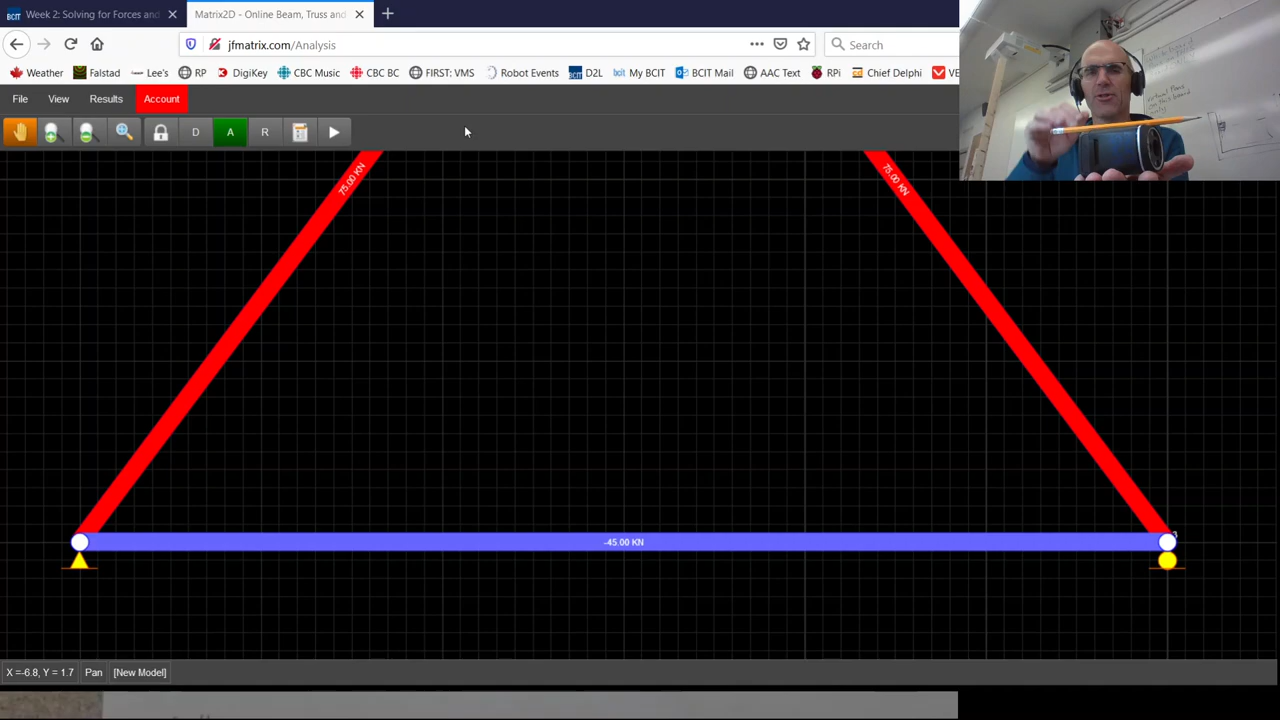 Week 2: Solving for Forces and
Matrix2D - Online Beam, Truss and
jfmatrix.com/Analysis
Search
Weather Falstad Lee's RP DigiKey CBC Music CBC BC FIRST: VMS Robot Events D2L My BCIT BCIT Mail AAC Text RPi Chief Delphi VE
File View Results Account
D A R
75.00 KN
75.00 KN
-45.00 KN
X =-6.8, Y = 1.7 Pan [New Model]